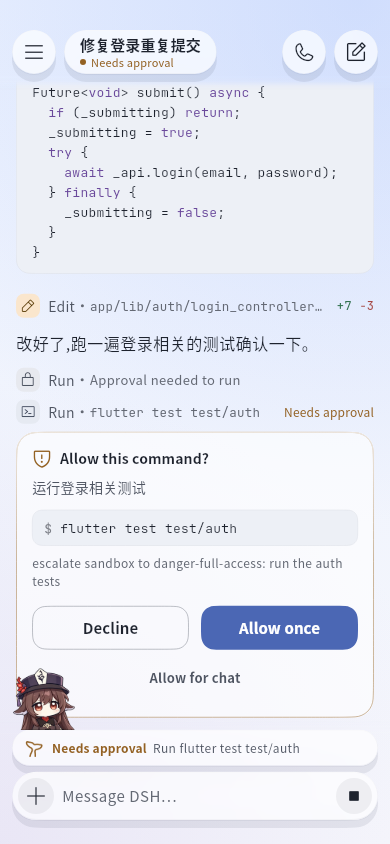 修复登录重复提交
Needs approval
Future<void> submit() async {
if (_submitting) return;
_submitting = true;
try {
await _api.login(email, password);
} finally {
_submitting = false;
}
}
Edit • app/lib/auth/login_controller… +7 -3
改好了,跑一遍登录相关的测试确认一下。
Run • Approval needed to run
Run • flutter test test/auth Needs approval
Allow this command?
运行登录相关测试
$ flutter test test/auth
escalate sandbox to danger-full-access: run the auth
tests
Decline Allow once
Allow for chat
Needs approval Run flutter test test/auth
Message DSH…